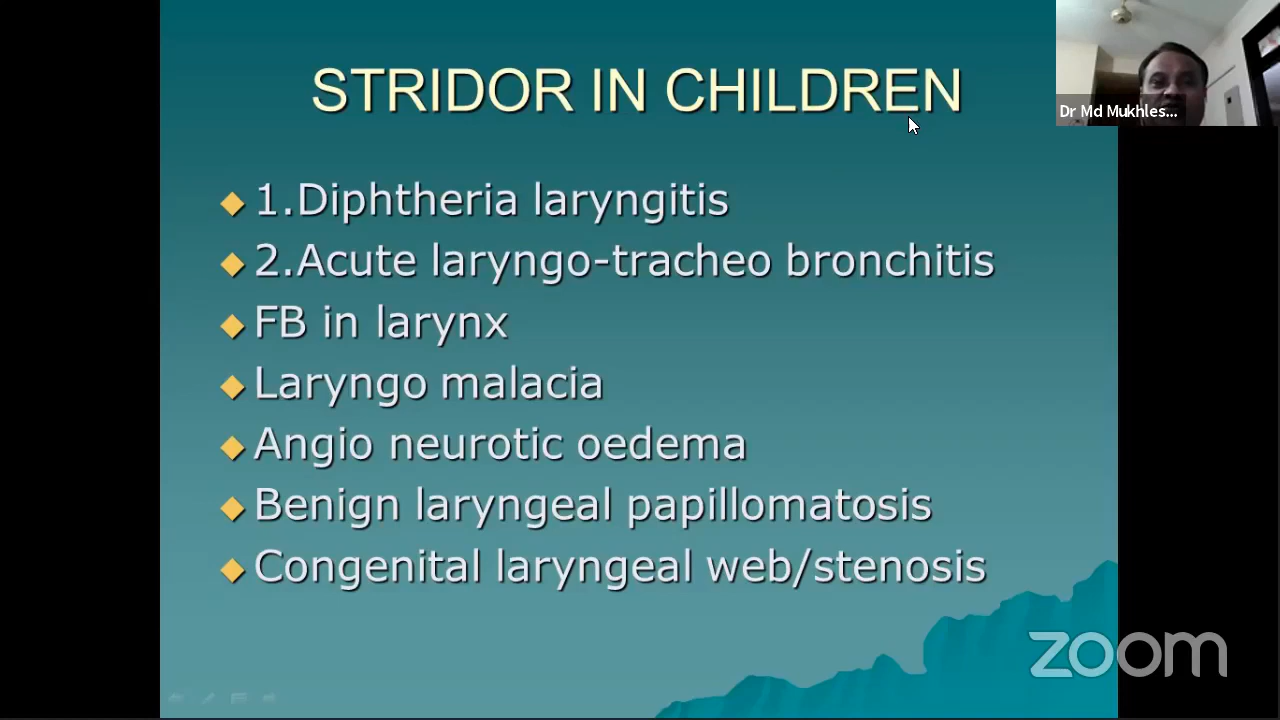 STRIDOR IN CHILDREN
Dr Md Mukhles...
1.Diphtheria laryngitis
2.Acute laryngo-tracheo bronchitis
FB in larynx
Laryngo malacia
Angio neurotic oedema
Benign laryngeal papillomatosis
Congenital laryngeal web/stenosis
zoom